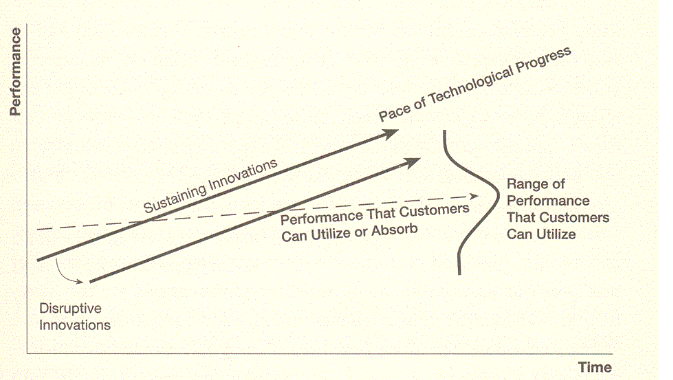 Performance
Pace of Technological Progress
Sustaining Innovations
Performance That Customers
Can Utilize or Absorb
Range of
Performance
That Customers
Can Utilize
Disruptive
Innovations
Time